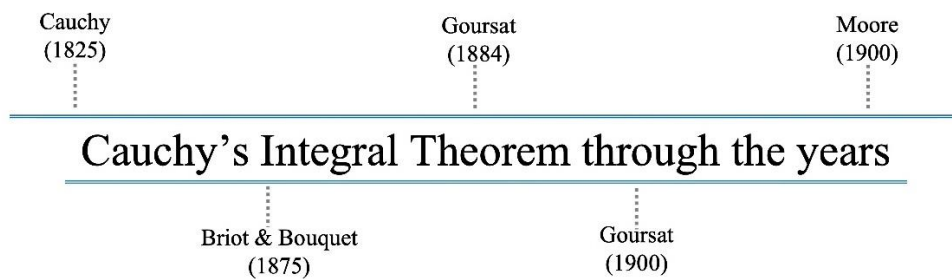 Cauchy
(1825)
Goursat
(1884)
Moore
(1900)
Cauchy's Integral Theorem through the years
Briot & Bouquet
(1875)
Goursat
(1900)